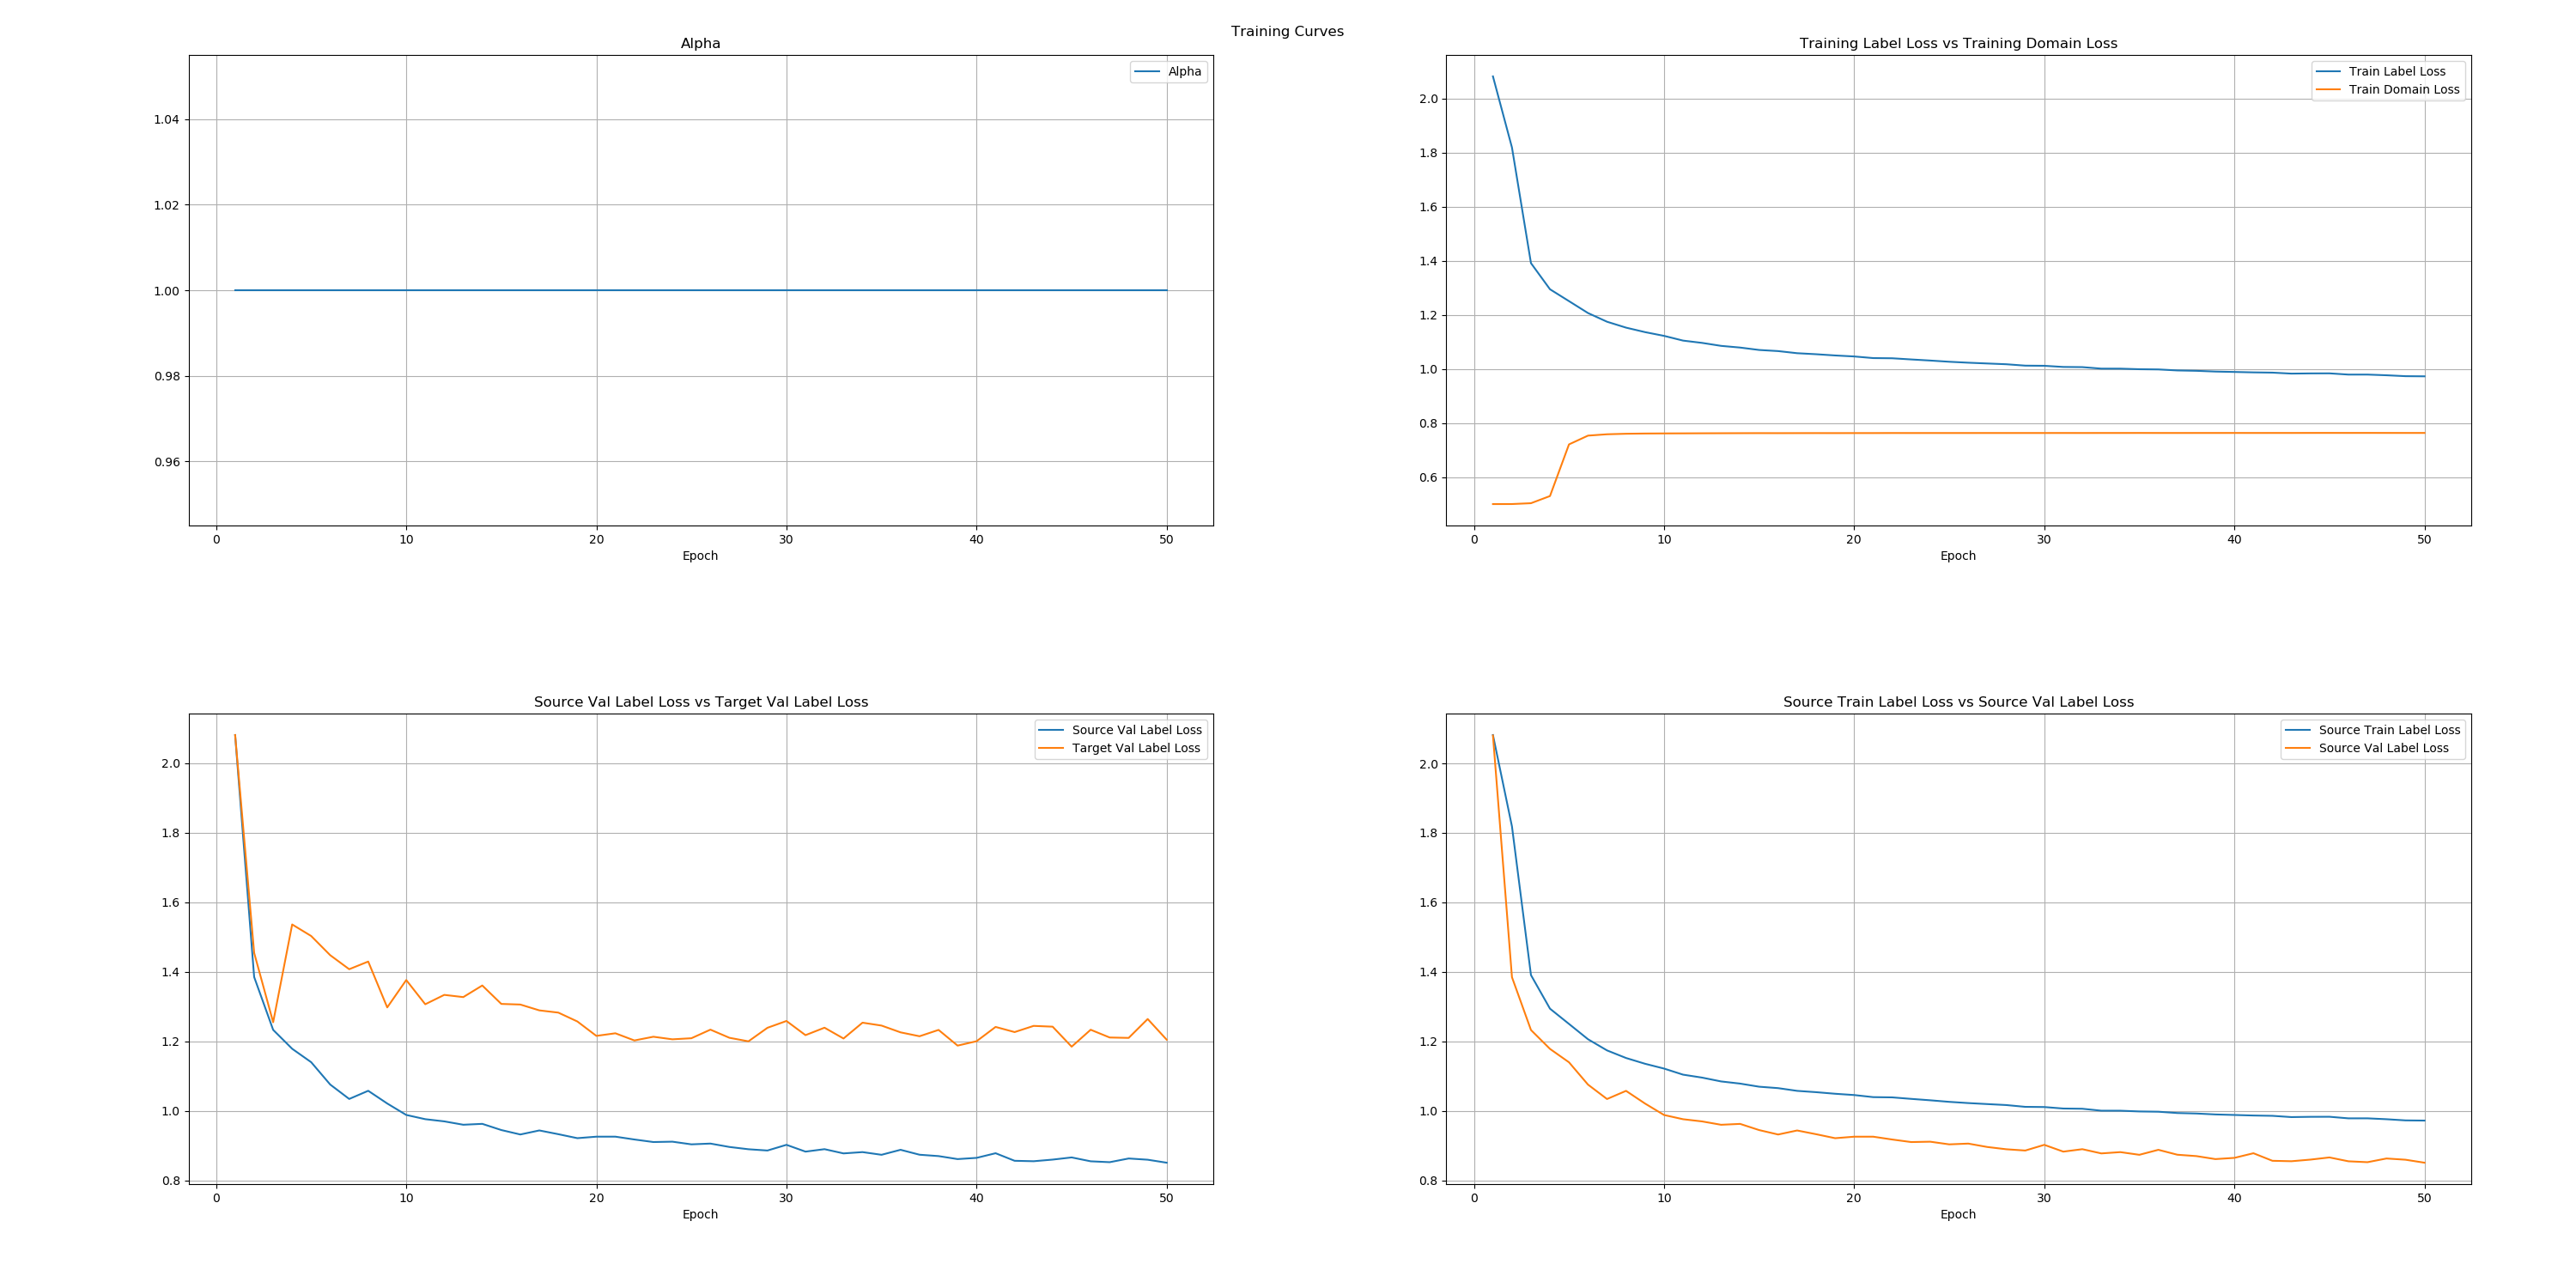 Training Curves
Alpha
Alpha
1.04
1.02
1.00
0.98
0.96
0 10 20 30 40 50
Epoch
Training Label Loss vs Training Domain Loss
Train Label Loss
Train Domain Loss
2.0
1.8
1.6
1.4
1.2
1.0
0.8
0.6
0 10 20 30 40 50
Epoch
Source Val Label Loss vs Target Val Label Loss
Source Val Label Loss
Target Val Label Loss
2.0
1.8
1.6
1.4
1.2
1.0
0.8
0 10 20 30 40 50
Epoch
Source Train Label Loss vs Source Val Label Loss
Source Train Label Loss
Source Val Label Loss
2.0
1.8
1.6
1.4
1.2
1.0
0.8
0 10 20 30 40 50
Epoch